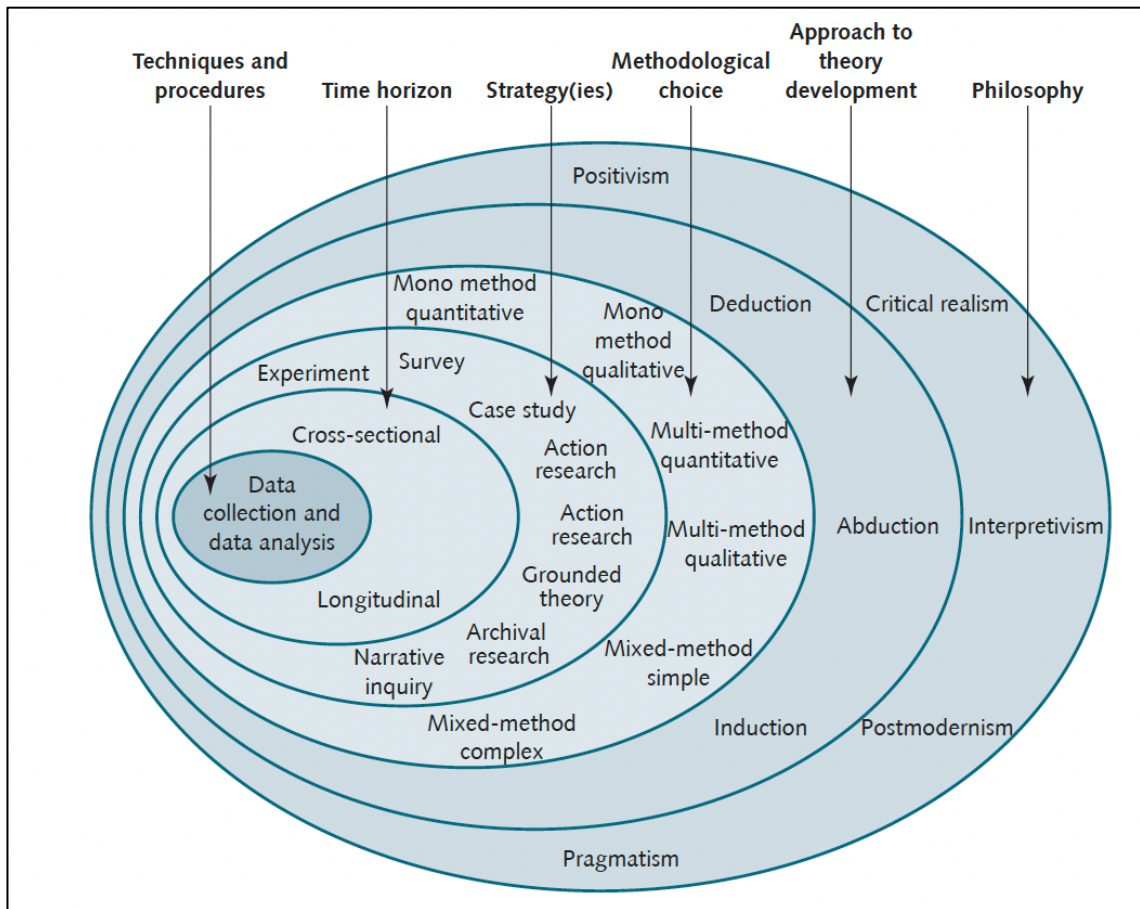 Techniques and
procedures
Time horizon
Strategy(ies)
Methodological
choice
Approach to
theory
development
Philosophy
Positivism
Mono method
quantitative
Deduction
Critical realism
Mono
method
qualitative
Survey
Experiment
Case study
Cross-sectional
Action
research
Multi-method
quantitative
Data
collection and
data analysis
Action
research
Multi-method
qualitative
Abduction
Interpretivism
Grounded
theory
Longitudinal
Archival
research
Narrative
inquiry
Mixed-method
simple
Mixed-method
complex
Induction
Postmodernism
Pragmatism